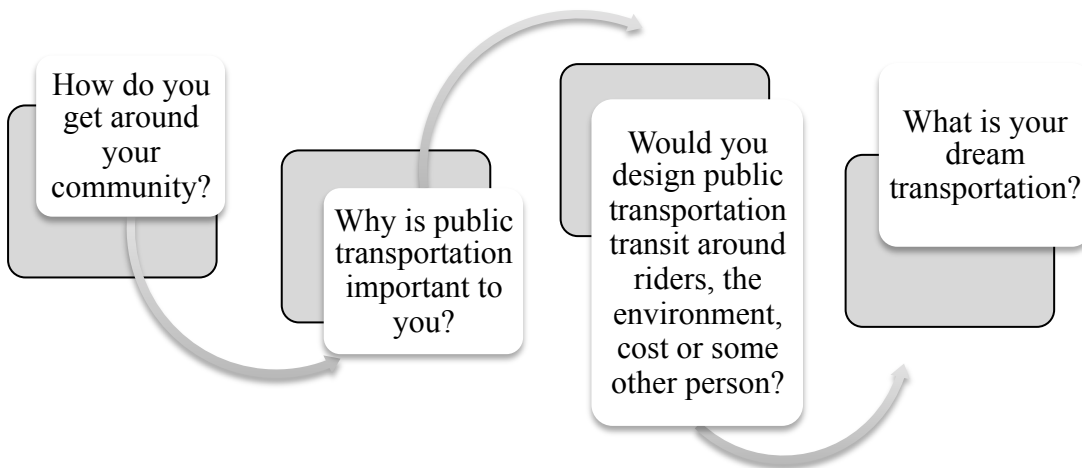 How do you
get around
your
community?
Why is public
transportation
important to
you?
Would you
design public
transportation
transit around
riders, the
environment,
cost or some
other person?
What is your
dream
transportation?